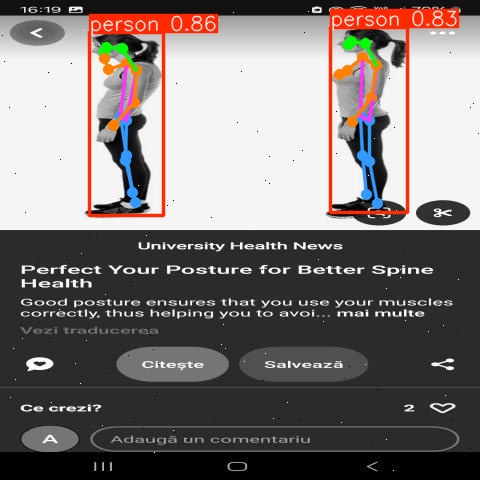 16:19
person 0.86
person 0.83
University Health News
Perfect Your Posture for Better Spine
Health
Good posture ensures that you use your muscles
correctly, thus helping you to avoi... mai multe
Vezi traducerea
Citește
Salvează
Ce crezi?
2
A
Adaugă un comentariu